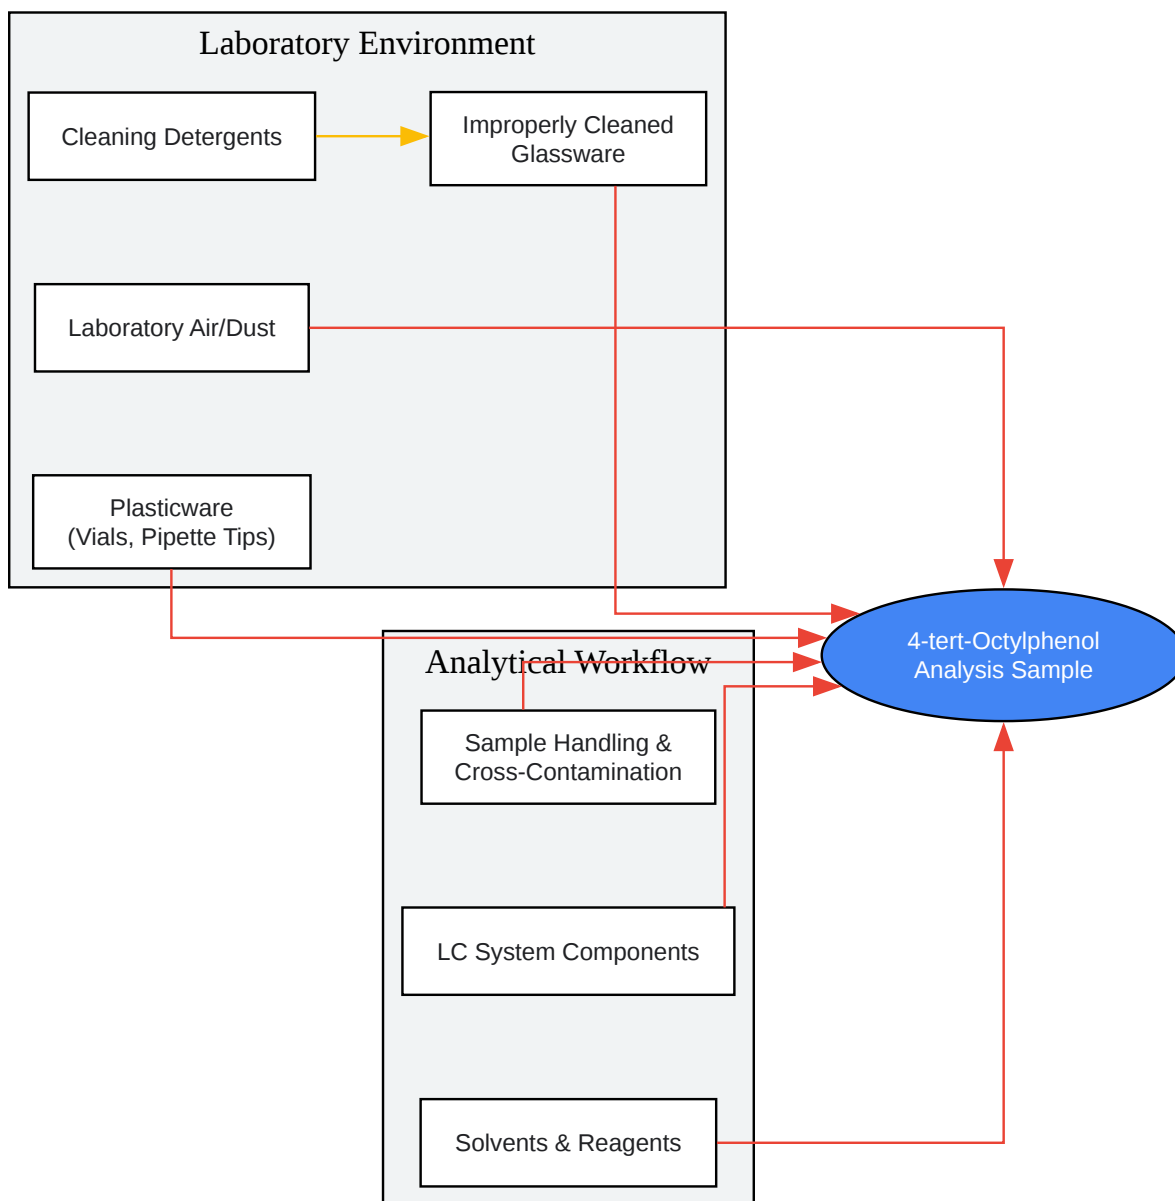 Laboratory Environment
Cleaning Detergents
Improperly Cleaned
Glassware
Laboratory Air/Dust
Plasticware
(Vials, Pipette Tips)
4-tert-Octylphenol
Analysis Sample
Analytical Workflow
Sample Handling &
Cross-Contamination
LC System Components
Solvents & Reagents